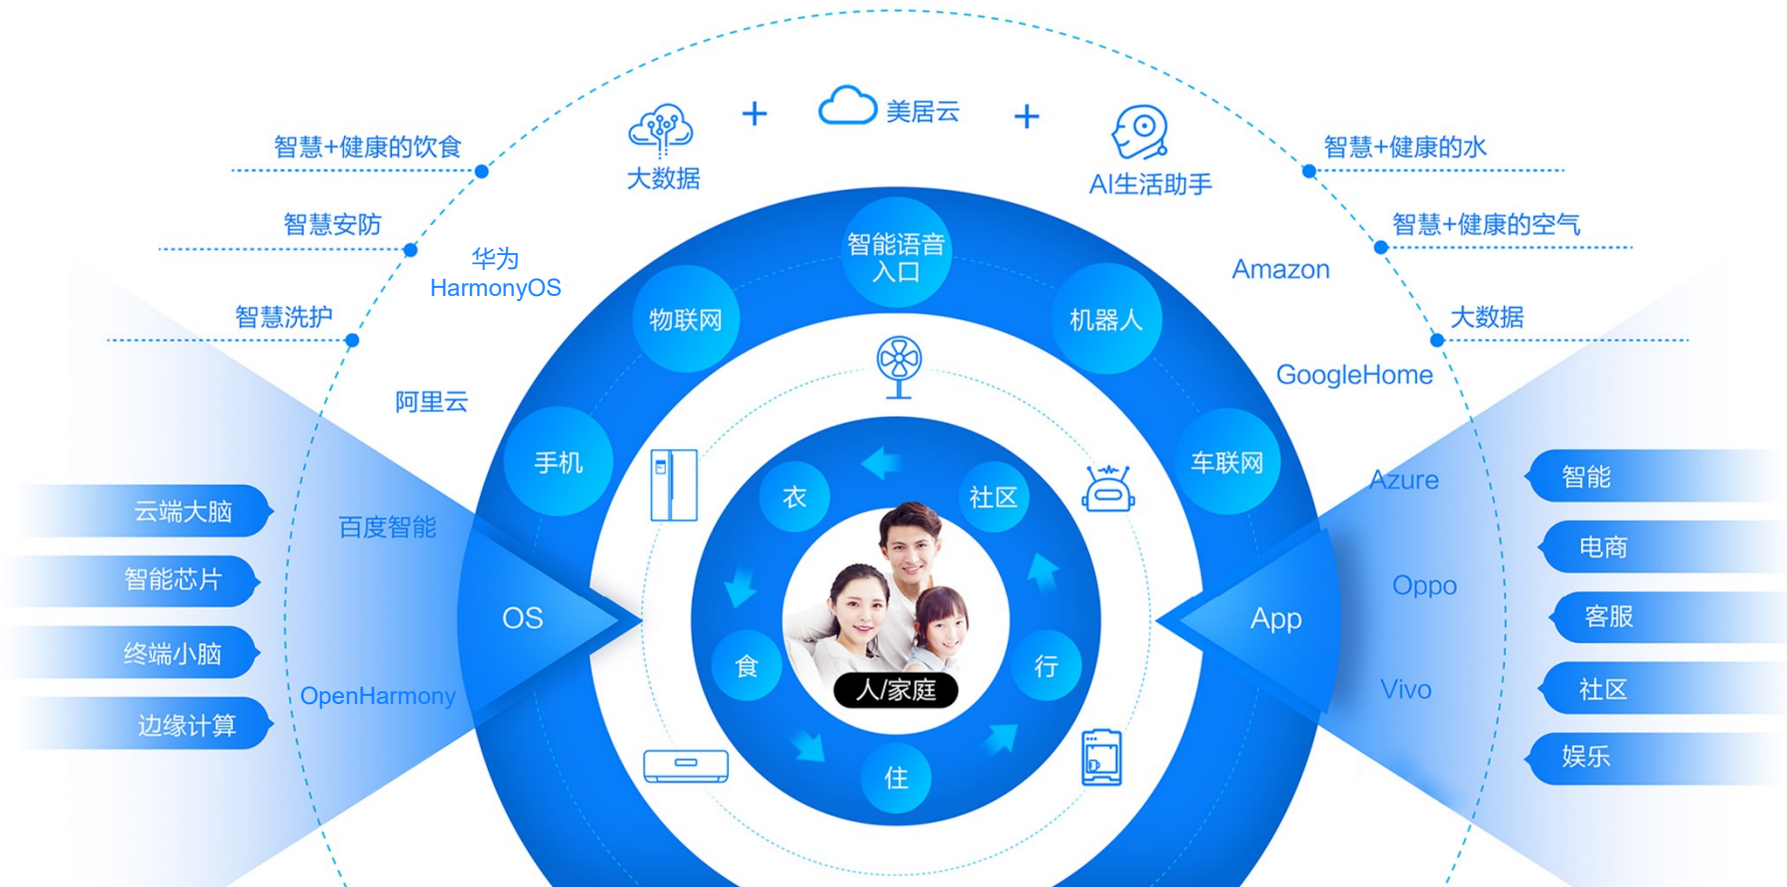 美居云
大数据
AI生活助手
智慧+健康的饮食
智慧+健康的水
智慧安防
智慧+健康的空气
智慧洗护
大数据
华为
HarmonyOS
Amazon
阿里云
GoogleHome
百度智能
Azure
Oppo
OpenHarmony
Vivo
智能语音
入口
物联网
机器人
手机
车联网
OS
App
云端大脑
智能芯片
终端小脑
边缘计算
智能
电商
客服
社区
娱乐
衣
社区
食
行
住
人/家庭